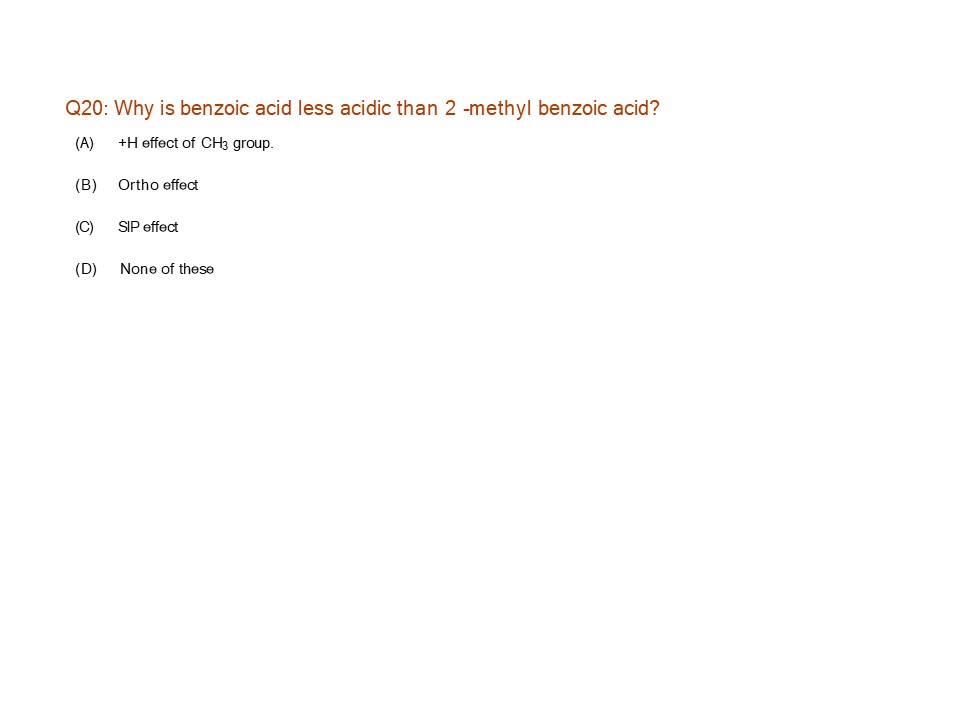 Q20: Why is benzoic acid less acidic than 2 -methyl benzoic acid?
(A) +H effect of CH₃ group.
(B) Ortho effect
(C) SIP effect
(D) None of these